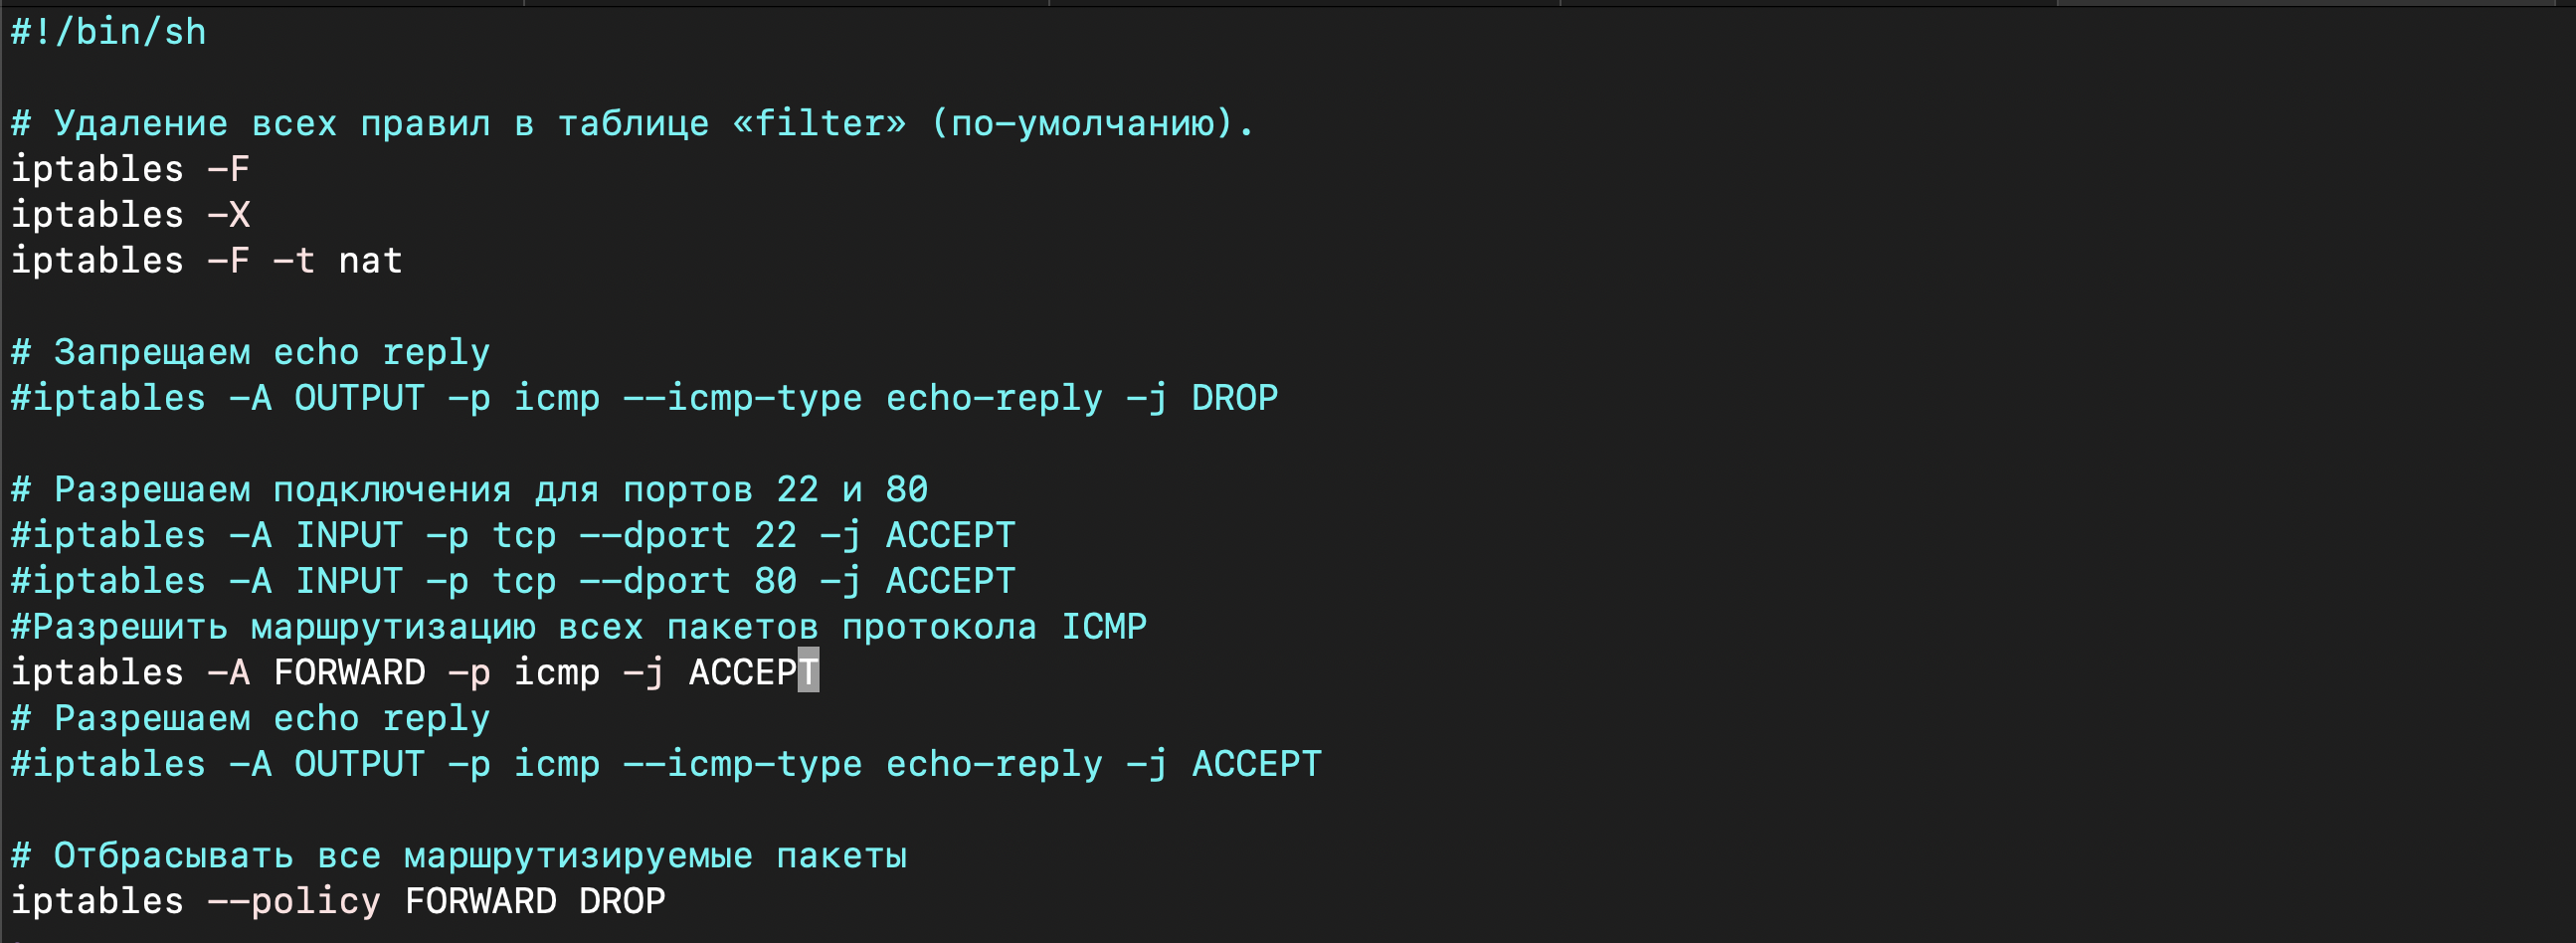 #!/bin/sh
# Удаление всех правил в таблице «filter» (по-умолчанию).
iptables -F
iptables -X
iptables -F -t nat
# Запрещаем echo reply
#iptables -A OUTPUT -p icmp --icmp-type echo-reply -j DROP
# Разрешаем подключения для портов 22 и 80
#iptables -A INPUT -p tcp --dport 22 -j ACCEPT
#iptables -A INPUT -p tcp --dport 80 -j ACCEPT
#Разрешить маршрутизацию всех пакетов протокола ICMP
iptables -A FORWARD -p icmp -j ACCEPT
# Разрешаем echo reply
#iptables -A OUTPUT -p icmp --icmp-type echo-reply -j ACCEPT
# Отбрасывать все маршрутизируемые пакеты
iptables --policy FORWARD DROP